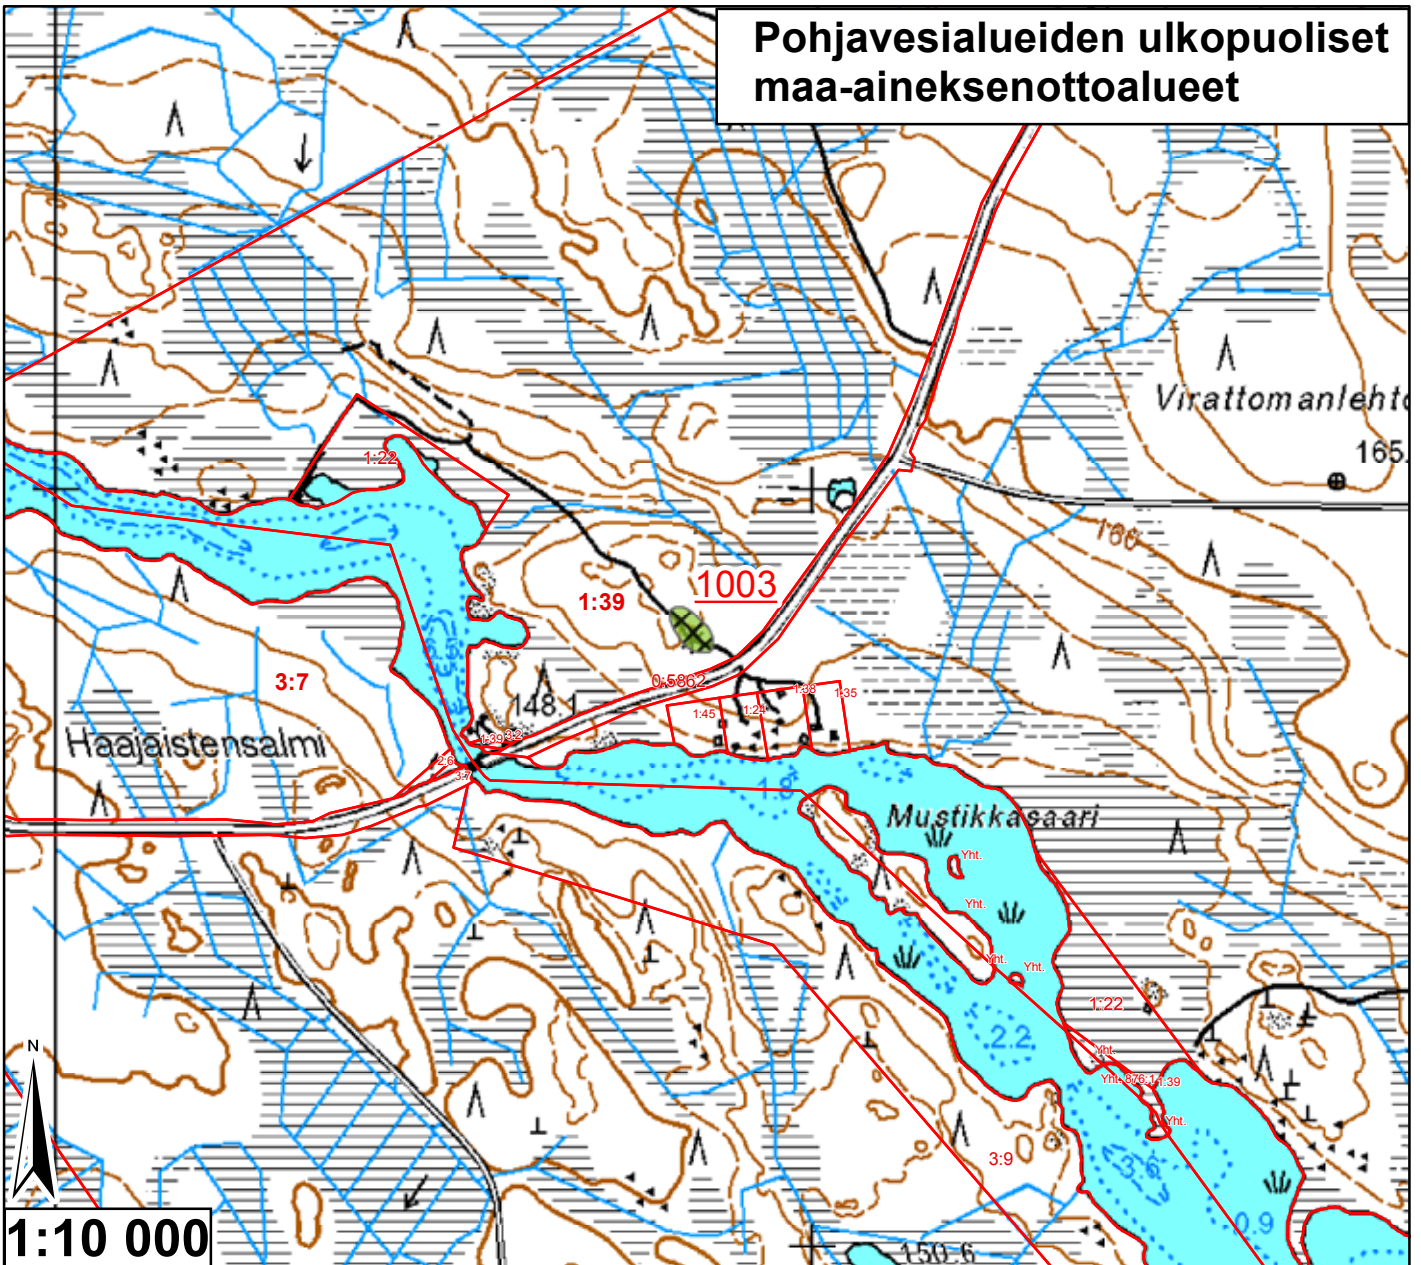 Pohjavesialueiden ulkopuoliset
maa-aineksenottoalueet
Virattomanlehto
165.
1:22
160
1003
1:39
3:7
0:5862
1:38
1:35
148.1
1:45
1:24
Haajaistensalmi
1:39
3:2
2:6
3:7
1.8
Mustikkasaari
Yht.
Yht.
Yht.
Yht.
1:22
2.2
N
Yht.
Yht.
876:1
1:39
Yht.
3:9
3.6
0.9
1:10 000
150.6